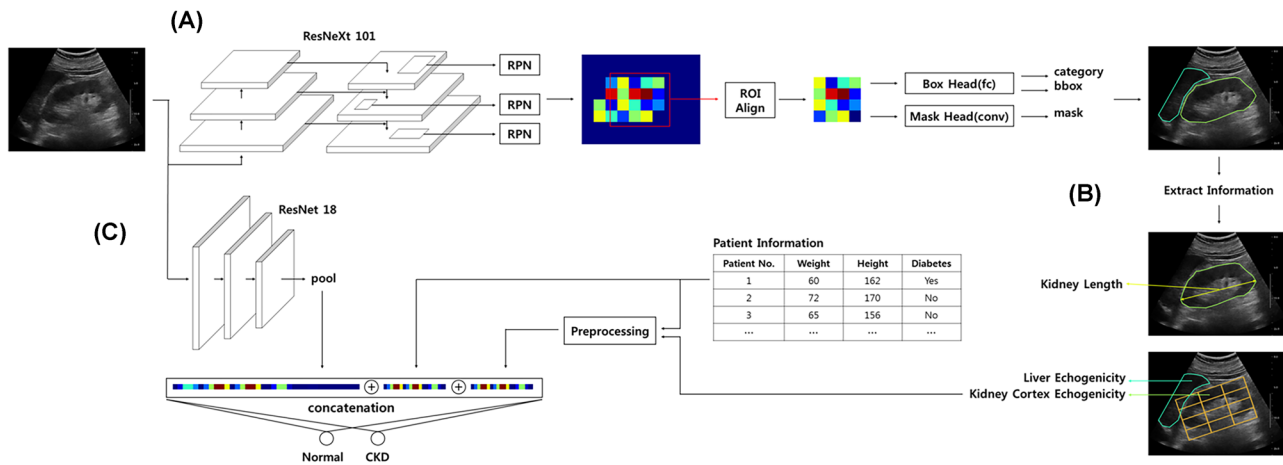 (A)
ResNeXt 101
RPN
RPN
RPN
ROI
Align
Box Head(fc)
Mask Head(conv)
category
bbox
mask
(B)
Extract Information
(C)
ResNet 18
pool
Patient Information
Patient No. Weight Height Diabetes
1 60 162 Yes
2 72 170 No
3 65 156 No
... ... ... ...
Kidney Length
Preprocessing
Liver Echogenicity
Kidney Cortex Echogenicity
+ +
concatenation
Normal CKD